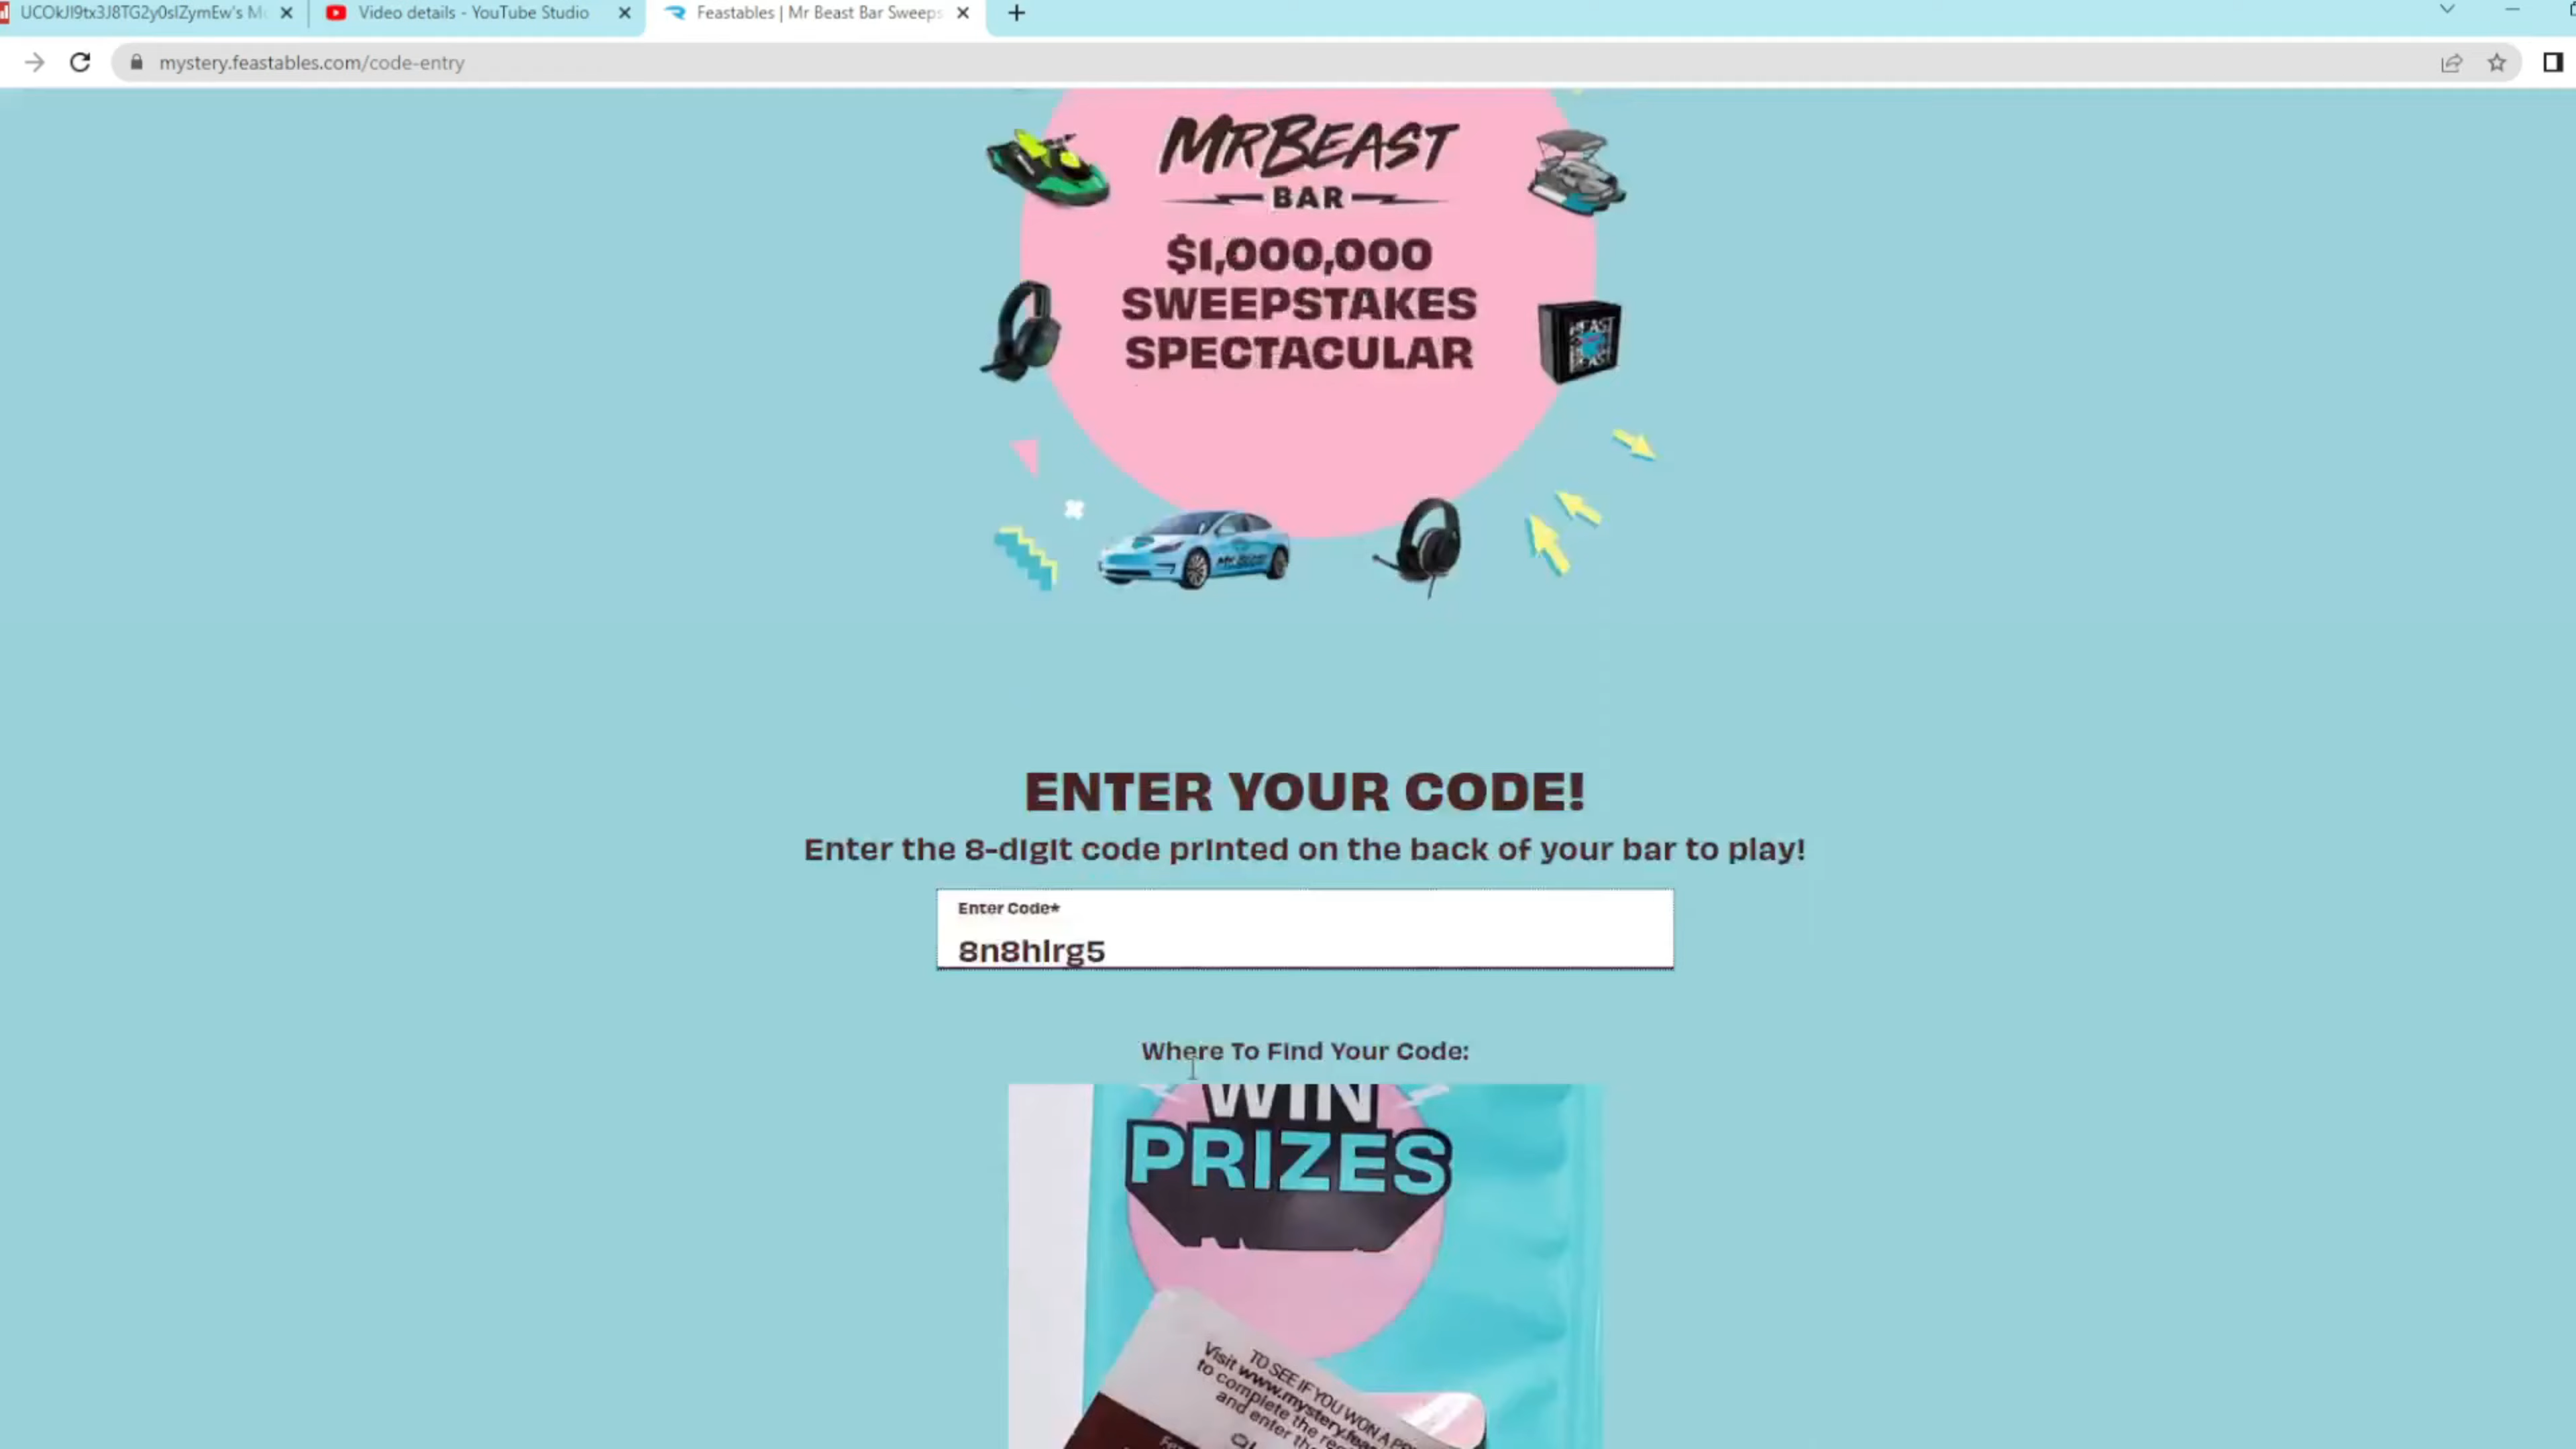 UCOkJI9tx3J8TG2y0slZymEw's M
Video details - YouTube Studio
Feastables | Mr Beast Bar Sweeps
mystery.feastables.com/code-entry
MRBEAST
BAR
$1,000,000
SWEEPSTAKES
SPECTACULAR
ENTER YOUR CODE!
Enter the 8-digit code printed on the back of your bar to play!
Enter Code*
8n8hlrg5
Where To Find Your Code:
WIN
PRIZES
TO SEE IF YOU WON A
Visit www.mystery.feas
to complete the
and enter